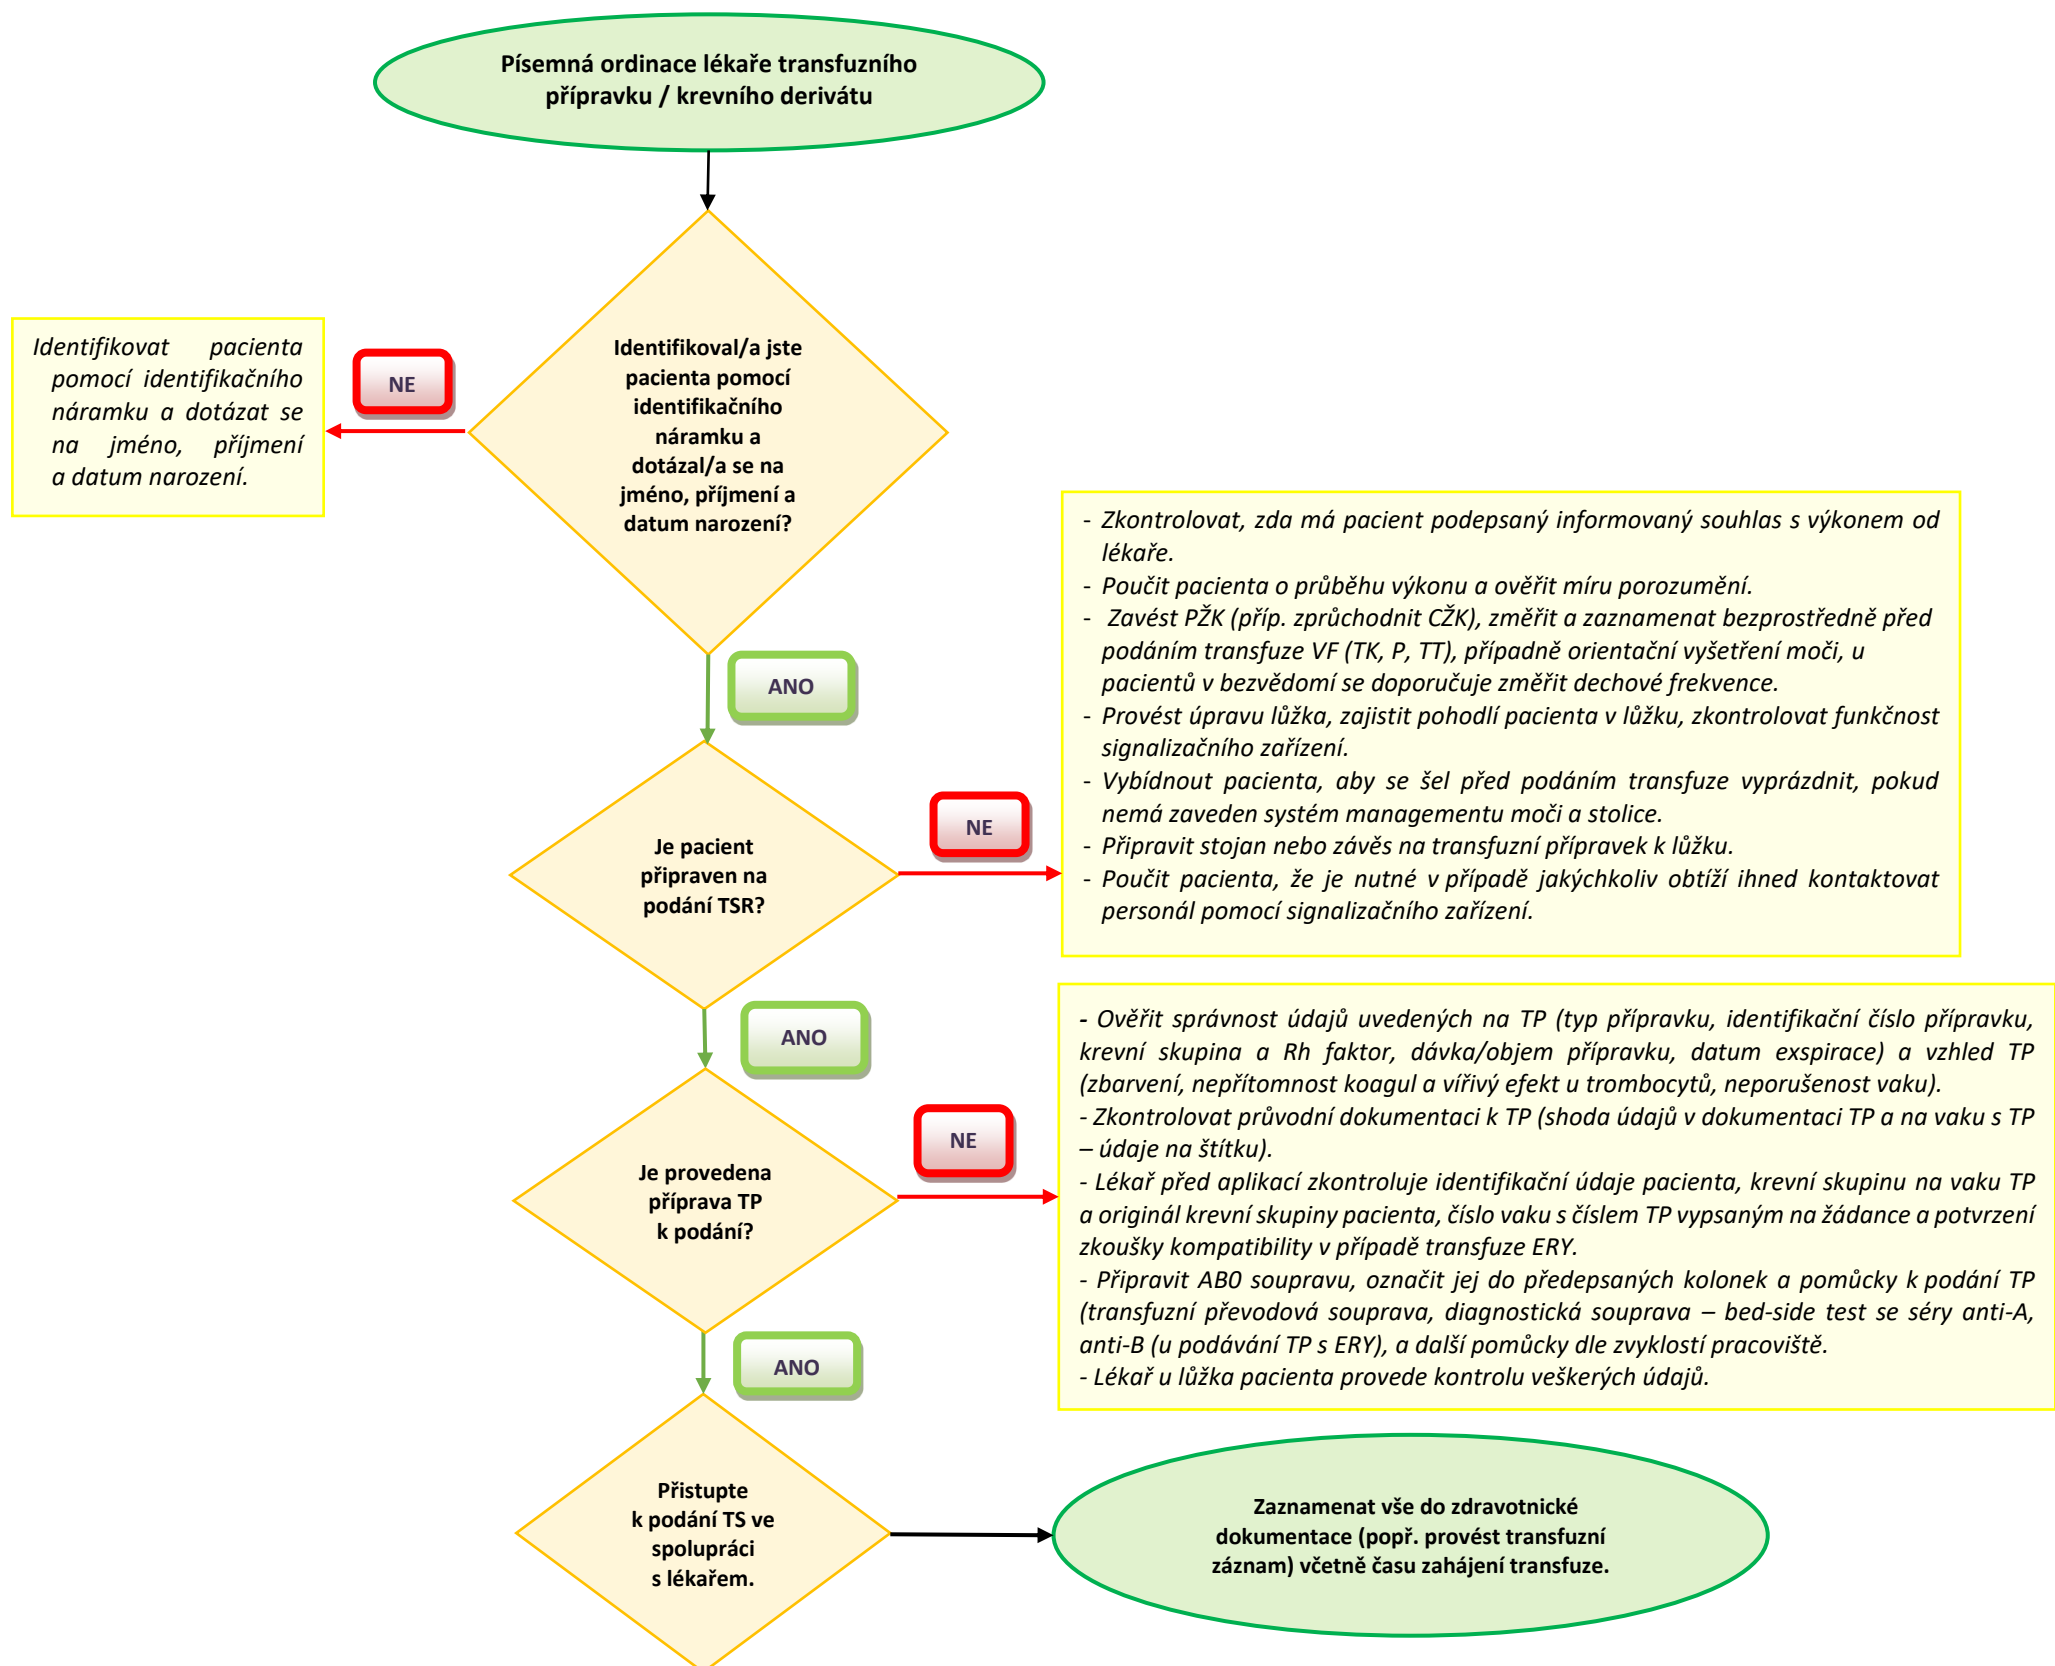 Písemná ordinace lékaře transfuzního
přípravku / krevního derivátu
Identifikoval/a jste
pacienta pomocí
identifikačního
náramku a
dotázal/a se na
jméno, příjmení a
datum narození?
NE
Identifikovat pacienta
pomocí identifikačního
náramku a dotázat se
na jméno, příjmení
a datum narození.
ANO
Je pacient
připraven na
podání TSR?
NE
- Zkontrolovat, zda má pacient podepsaný informovaný souhlas s výkonem od
lékaře.
- Poučit pacienta o průběhu výkonu a ověřit míru porozumění.
- Zavést PŽK (příp. zprůchodnit CŽK), změřit a zaznamenat bezprostředně před
podáním transfuze VF (TK, P, TT), případně orientační vyšetření moči, u
pacientů v bezvědomí se doporučuje změřit dechové frekvence.
- Provést úpravu lůžka, zajistit pohodlí pacienta v lůžku, zkontrolovat funkčnost
signalizačního zařízení.
- Vybídnout pacienta, aby se šel před podáním transfuze vyprázdnit, pokud
nemá zaveden systém managementu moči a stolice.
- Připravit stojan nebo závěs na transfuzní přípravek k lůžku.
- Poučit pacienta, že je nutné v případě jakýchkoliv obtíží ihned kontaktovat
personál pomocí signalizačního zařízení.
ANO
Je provedena
příprava TP
k podání?
NE
- Ověřit správnost údajů uvedených na TP (typ přípravku, identifikační číslo přípravku,
krevní skupina a Rh faktor, dávka/objem přípravku, datum exspirace) a vzhled TP
(zbarvení, nepřítomnost koagul a vířivý efekt u trombocytů, neporušenost vaku).
- Zkontrolovat průvodní dokumentaci k TP (shoda údajů v dokumentaci TP a na vaku s TP
– údaje na štítku).
- Lékař před aplikací zkontroluje identifikační údaje pacienta, krevní skupinu na vaku TP
a originál krevní skupiny pacienta, číslo vaku s číslem TP vypsaným na žádance a potvrzení
zkoušky kompatibility v případě transfuze ERY.
- Připravit AB0 soupravu, označit jej do předepsaných kolonek a pomůcky k podání TP
(transfuzní převodová souprava, diagnostická souprava – bed-side test se séry anti-A,
anti-B (u podávání TP s ERY), a další pomůcky dle zvyklostí pracoviště.
- Lékař u lůžka pacienta provede kontrolu veškerých údajů.
ANO
Přistupte
k podání TS ve
spolupráci
s lékařem.
Zaznamenat vše do zdravotnické
dokumentace (popř. provést transfuzní
záznam) včetně času zahájení transfuze.